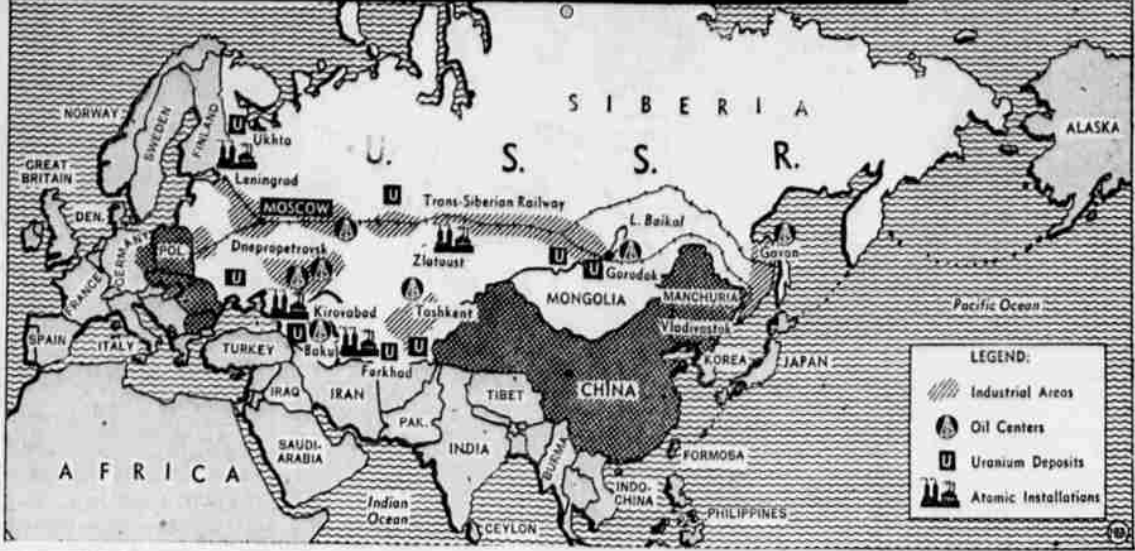 SIBERIA
U. S. S. R.
NORWAY
SWEDEN
FINLAND
U
Ukhta
Leningrad
GREAT
BRITAIN
DEN.
MOSCOW
U
Trans-Siberian Railway
L. Baikal
ALASKA
GERMANY
POL.
Dnepropetrovsk
Zlatoust
U
U
Gorodok
Gavan
FRANCE
U
Kirovabad
Tashkent
MONGOLIA
MANCHURIA
Vladivostok
Pacific Ocean
SPAIN
ITALY
TURKEY
U
Baku
U
U
Farkhad
KOREA
JAPAN
IRAQ
IRAN
TIBET
CHINA
PAK.
SAUDI-
ARABIA
INDIA
BURMA
FORMOSA
AFRICA
INDO-
CHINA
Indian
Ocean
CEYLON
PHILIPPINES
LEGEND:
Industrial Areas
Oil Centers
U Uranium Deposits
Atomic Installations